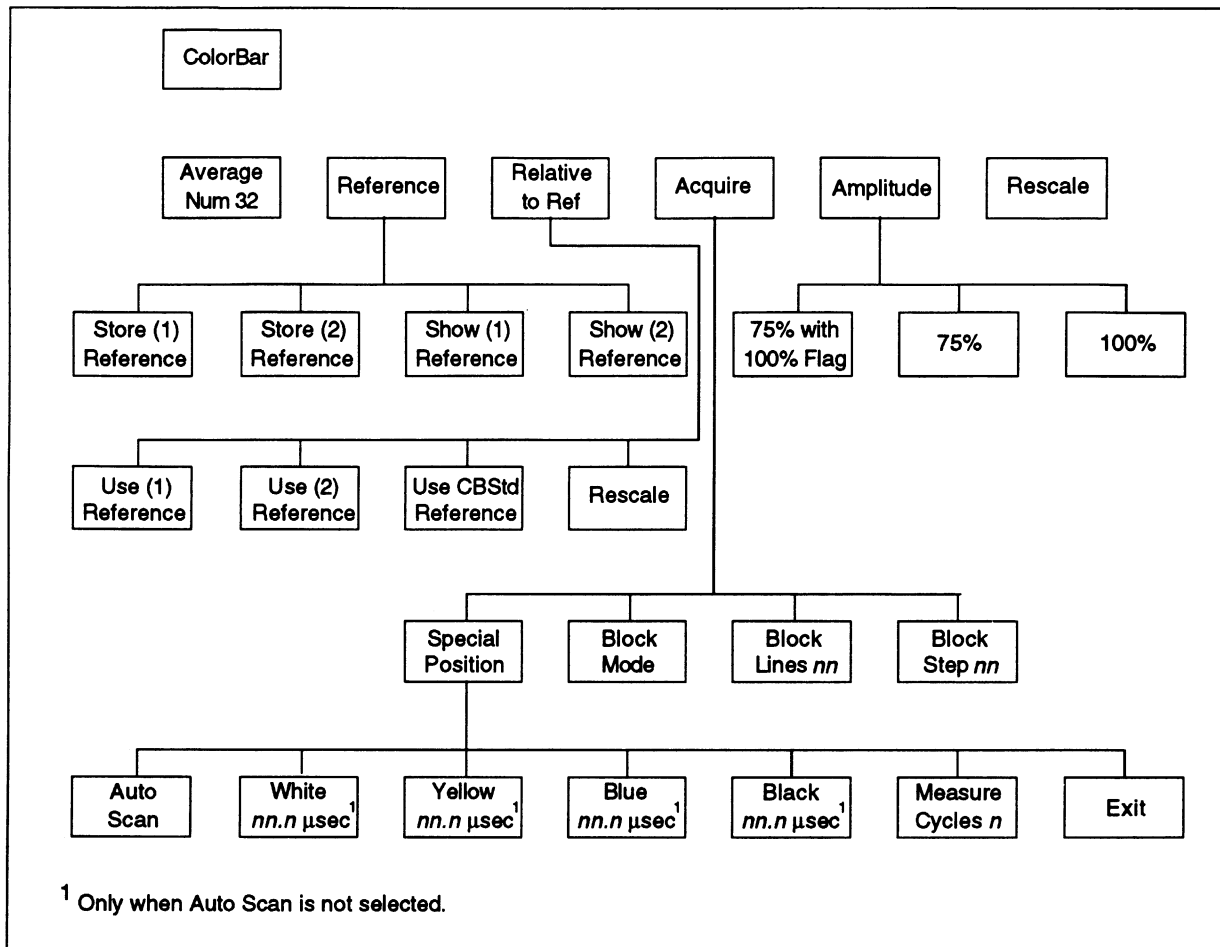 ColorBar
Average
Num 32
Reference
Relative
to Ref
Acquire
Amplitude
Rescale
Store (1)
Reference
Store (2)
Reference
Show (1)
Reference
Show (2)
Reference
75% with
100% Flag
75%
100%
Use (1)
Reference
Use (2)
Reference
Use CBStd
Reference
Rescale
Special
Position
Block
Mode
Block
Lines nn
Block
Step nn
Auto
Scan
White
nn.n µsec¹
Yellow
nn.n µsec¹
Blue
nn.n µsec¹
Black
nn.n µsec¹
Measure
Cycles n
Exit
¹ Only when Auto Scan is not selected.